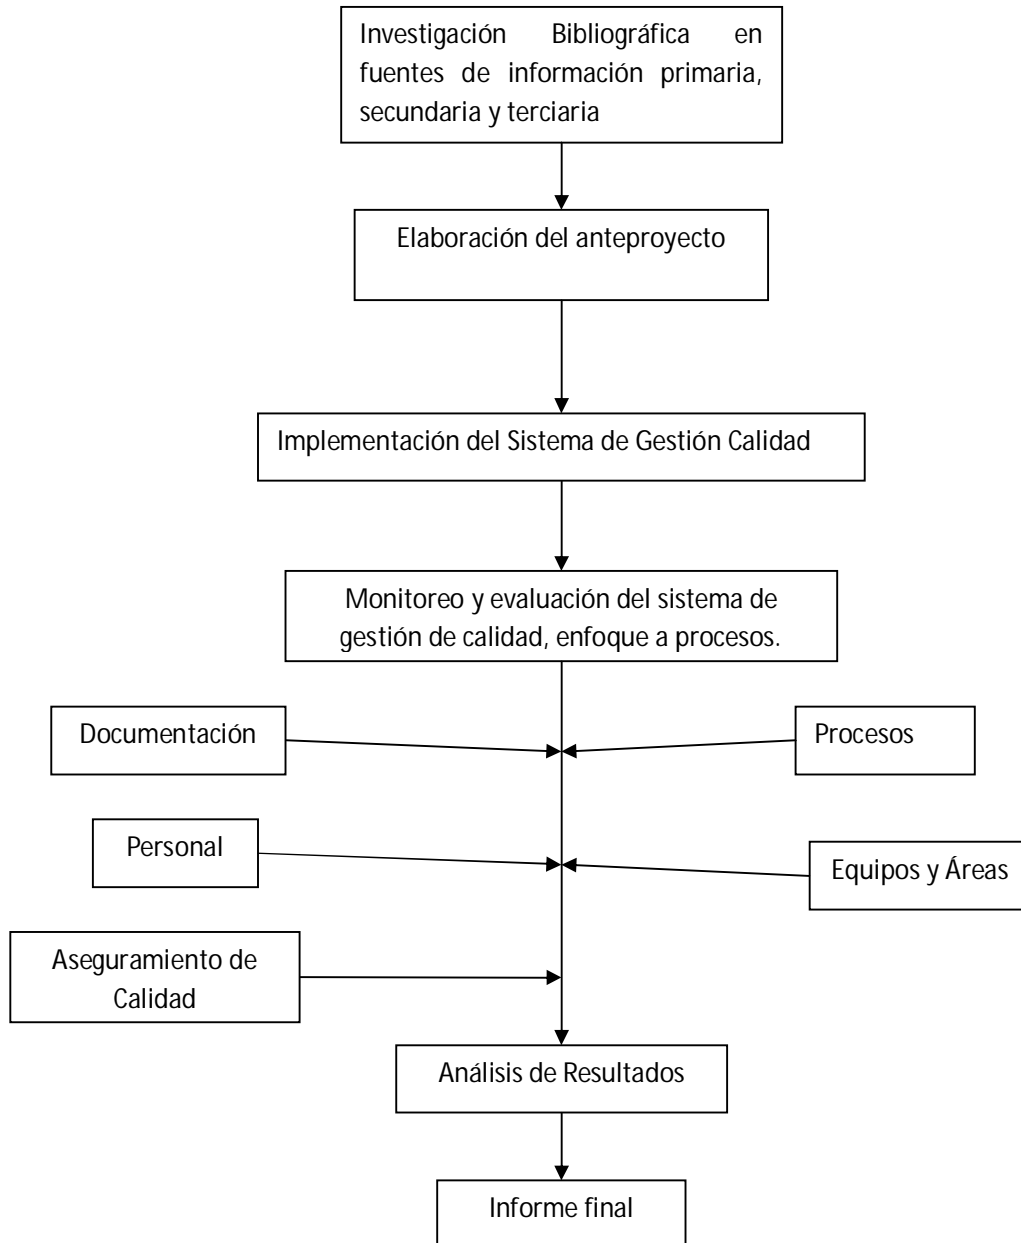 Investigación Bibliográfica en
fuentes de información primaria,
secundaria y terciaria
Elaboración del anteproyecto
Implementación del Sistema de Gestión Calidad
Monitoreo y evaluación del sistema de
gestión de calidad, enfoque a procesos.
Documentación
Procesos
Personal
Equipos y Áreas
Aseguramiento de
Calidad
Análisis de Resultados
Informe final